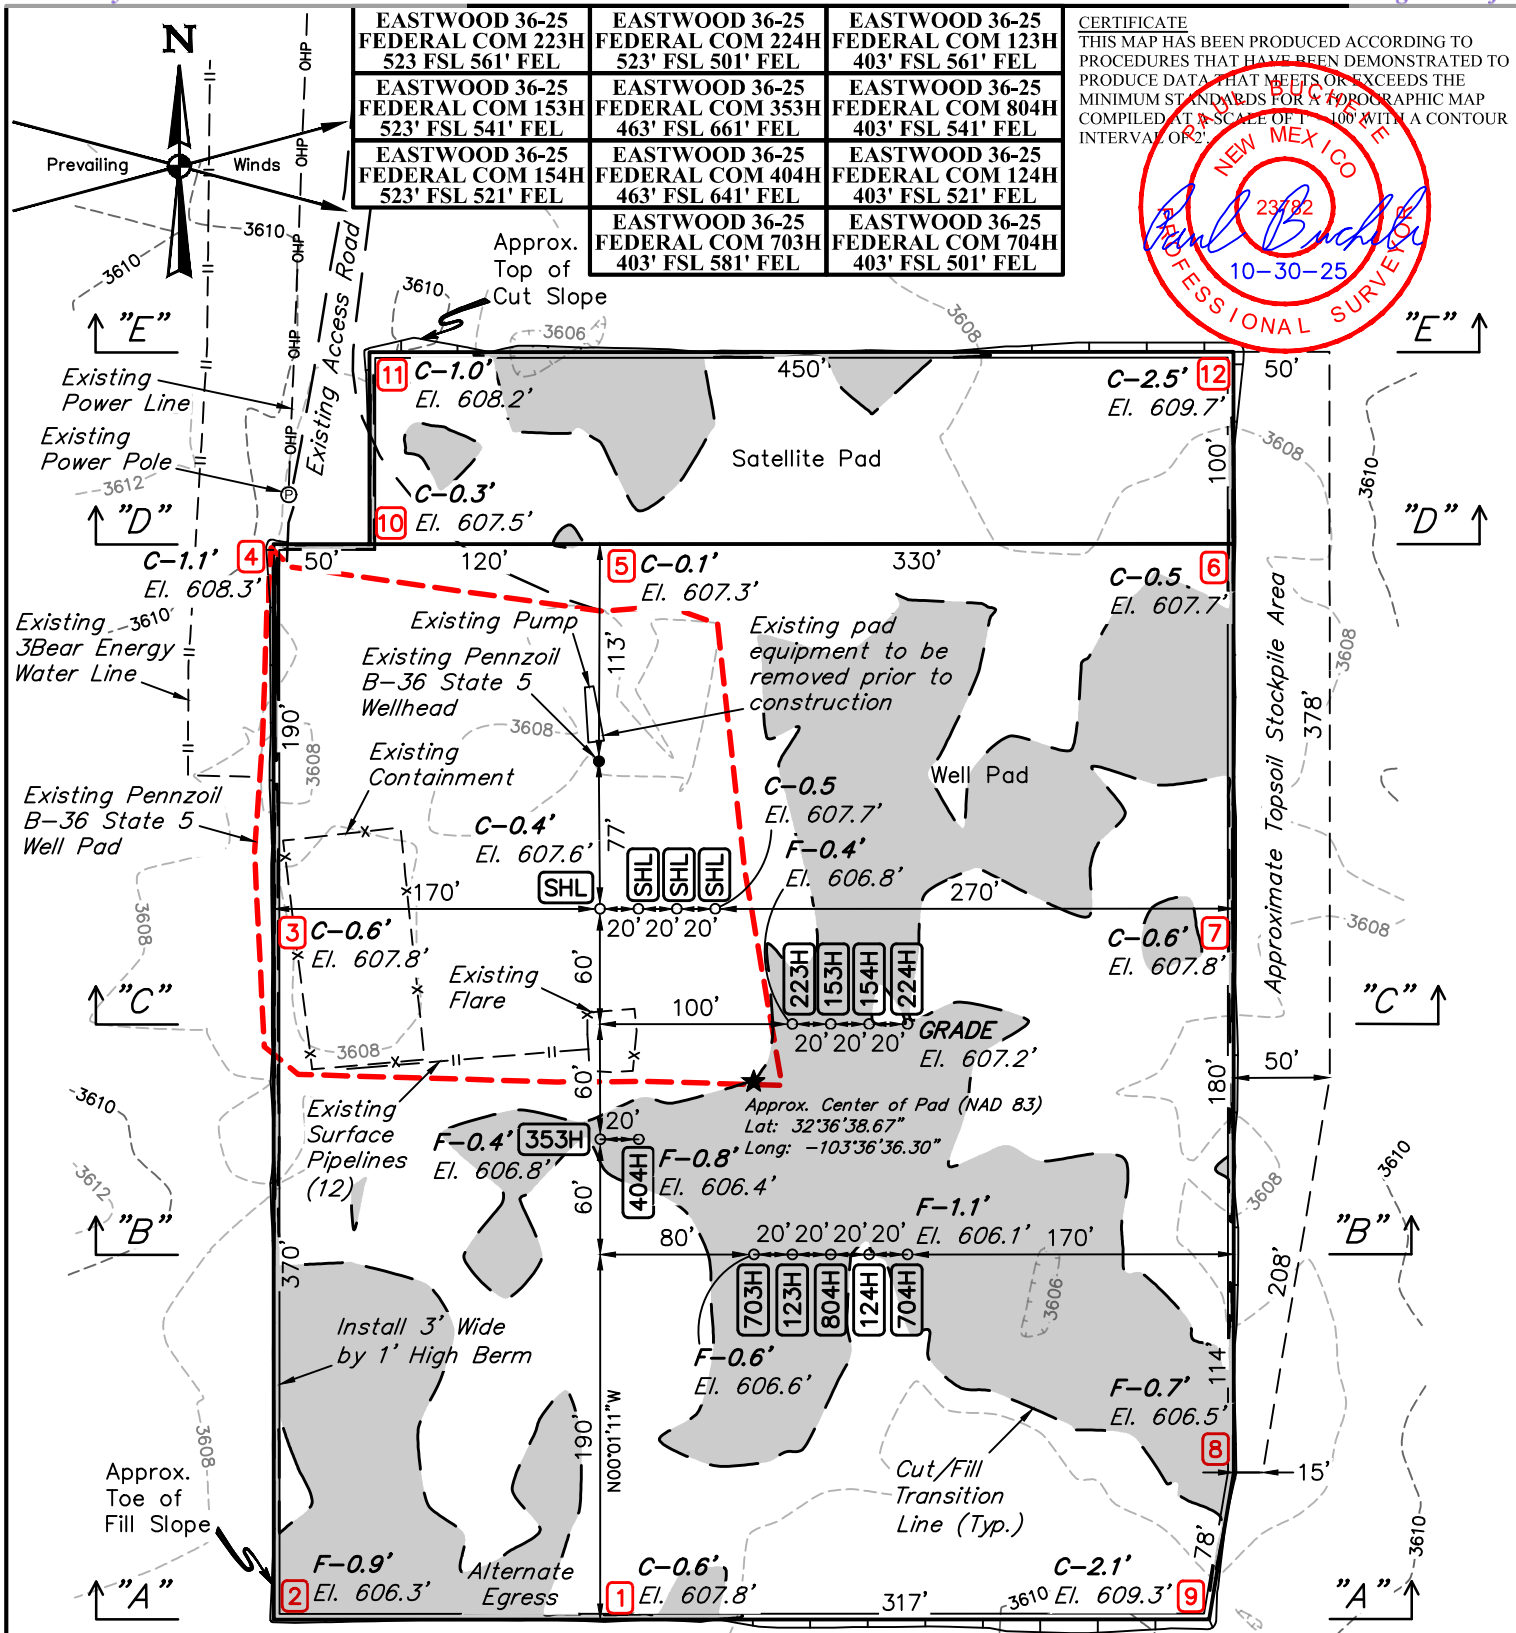 EASTWOOD 36-25
FEDERAL COM 223H
523 FSL 561' FEL
EASTWOOD 36-25
FEDERAL COM 224H
523' FSL 501' FEL
EASTWOOD 36-25
FEDERAL COM 123H
403' FSL 561' FEL
EASTWOOD 36-25
FEDERAL COM 153H
523' FSL 541' FEL
EASTWOOD 36-25
FEDERAL COM 353H
463' FSL 661' FEL
EASTWOOD 36-25
FEDERAL COM 804H
403' FSL 541' FEL
EASTWOOD 36-25
FEDERAL COM 154H
523' FSL 521' FEL
EASTWOOD 36-25
FEDERAL COM 404H
463' FSL 641' FEL
EASTWOOD 36-25
FEDERAL COM 124H
403' FSL 521' FEL
EASTWOOD 36-25
FEDERAL COM 703H
403' FSL 581' FEL
EASTWOOD 36-25
FEDERAL COM 704H
403' FSL 501' FEL
CERTIFICATE
THIS MAP HAS BEEN PRODUCED ACCORDING TO
PROCEDURES THAT HAVE BEEN DEMONSTRATED TO
PRODUCE DATA THAT MEETS OR EXCEEDS THE
MINIMUM STANDARDS FOR A TOPOGRAPHIC MAP
COMPILED AT A SCALE OF 1" = 100' WITH A CONTOUR
INTERVAL OF 2'.
PAUL BUCHELE
NEW MEXICO
23782
Paul Buchele
10-30-25
PROFESSIONAL SURVEYOR
N
Prevailing
Winds
OHP
OHP
OHP
OHP
OHP
OHP
3610
3610
3610
3606
3608
Approx.
Top of
Cut Slope
Existing Access Road
"E"
"E"
Existing
Power Line
Existing
Power Pole
P
3612
11
C-1.0'
El. 608.2'
450'
C-2.5'
12
El. 609.7'
50'
100'
3608
3610
Satellite Pad
"D"
"D"
C-0.3'
10
El. 607.5'
C-1.1'
4
El. 608.3'
50'
120'
5
C-0.1'
El. 607.3'
330'
C-0.5
6
El. 607.7'
Existing
3Bear Energy
Water Line
3610
Existing Pump
113'
Existing Pennzoil
B-36 State 5
Wellhead
Existing pad
equipment to be
removed prior to
construction
190'
3608
3608
3608
378'
Approximate Topsoil Stockpile Area
Existing
Containment
Well Pad
Existing Pennzoil
B-36 State 5
Well Pad
C-0.4'
El. 607.6'
77'
C-0.5
El. 607.7'
F-0.4'
El. 606.8'
SHL
SHL
SHL
SHL
170'
20'
20'
20'
270'
3608
3608
3
C-0.6'
El. 607.8'
C-0.6'
7
El. 607.8'
60'
Existing
Flare
223H
153H
154H
224H
"C"
"C"
100'
20'
20'
20'
GRADE
El. 607.2'
3608
60'
180'
50'
Approx. Center of Pad (NAD 83)
Lat: 32°36'38.67"
Long: -103°36'36.30"
3610
Existing
Surface
Pipelines
(12)
F-0.4'
El. 606.8'
353H
20'
404H
F-0.8'
El. 606.4'
3612
3608
3610
60'
"B"
"B"
80'
20'
20'
20'
20'
F-1.1'
El. 606.1'
170'
703H
123H
804H
124H
704H
3606
370'
208'
Install 3' Wide
by 1' High Berm
F-0.6'
El. 606.6'
114'
F-0.7'
El. 606.5'
8
15'
3608
190'
N00°01'11"W
Cut/Fill
Transition
Line (Typ.)
Approx.
Toe of
Fill Slope
78'
3610
"A"
"A"
F-0.9'
2
El. 606.3'
Alternate
Egress
1
C-0.6'
El. 607.8'
317'
3610
C-2.1'
El. 609.3'
9